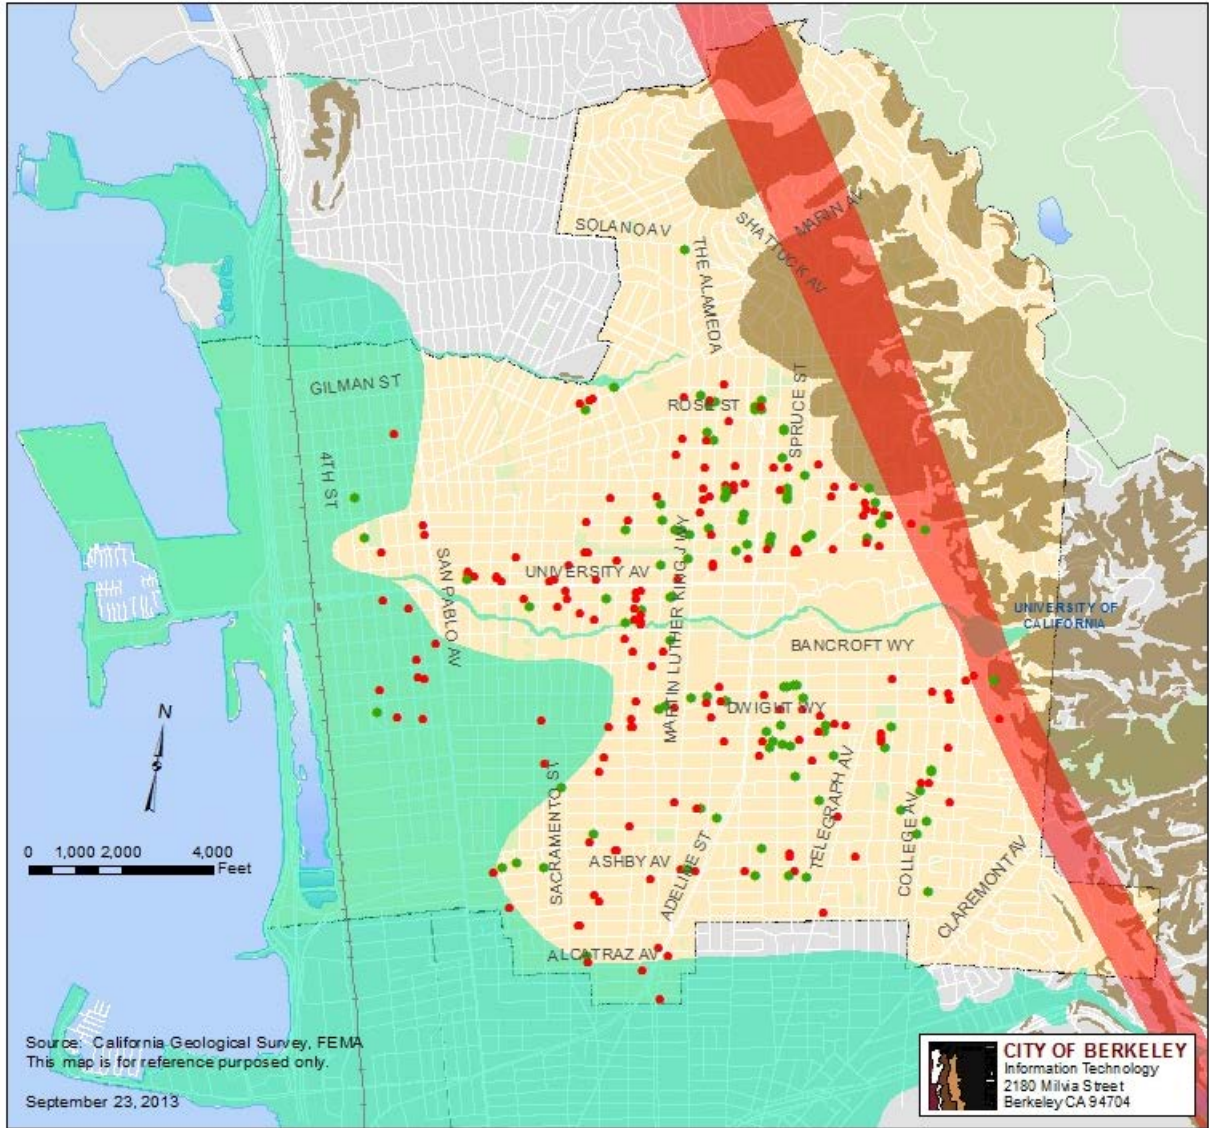 SOLANO AV
MARIN AV
SHATTUCK AV
THE ALAMEDA
GILMAN ST
ROSE ST
SPRUCE ST
4TH ST
SAN PABLO AV
UNIVERSITY AV
MARTIN LUTHER KING J WY
UNIVERSITY OF
CALIFORNIA
BANCROFT WY
DWIGHT WY
N
SACRAMENTO ST
TELEGRAPH AV
COLLEGE AV
0 1,000 2,000 4,000
Feet
ASHBY AV
ADELINE ST
CLAREMONT AV
ALCATRAZ AV
Source: California Geological Survey, FEMA
This map is for reference purposed only.
September 23, 2013
CITY OF BERKELEY
Information Technology
2180 Milvia Street
Berkeley CA 94704